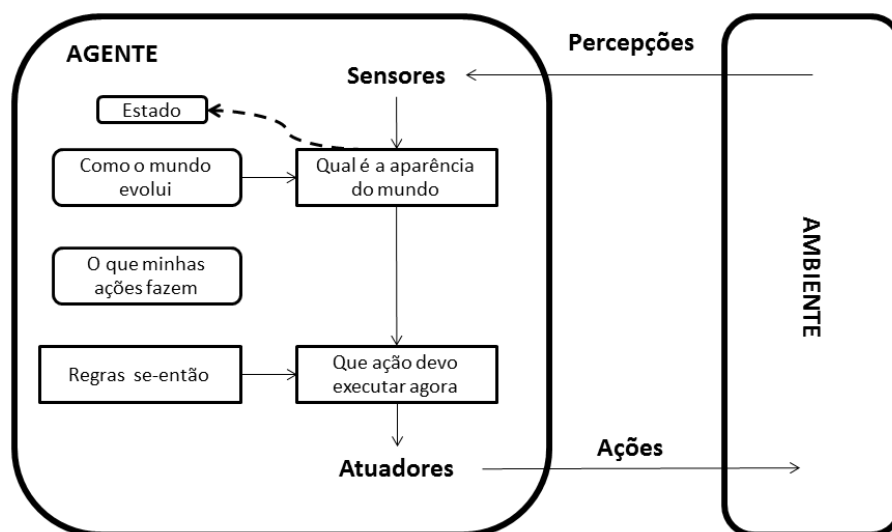 AGENTE
Percepções
Sensores
Estado
Como o mundo
evolui
Qual é a aparência
do mundo
O que minhas
ações fazem
AMBIENTE
Regras se-então
Que ação devo
executar agora
Atuadores
Ações